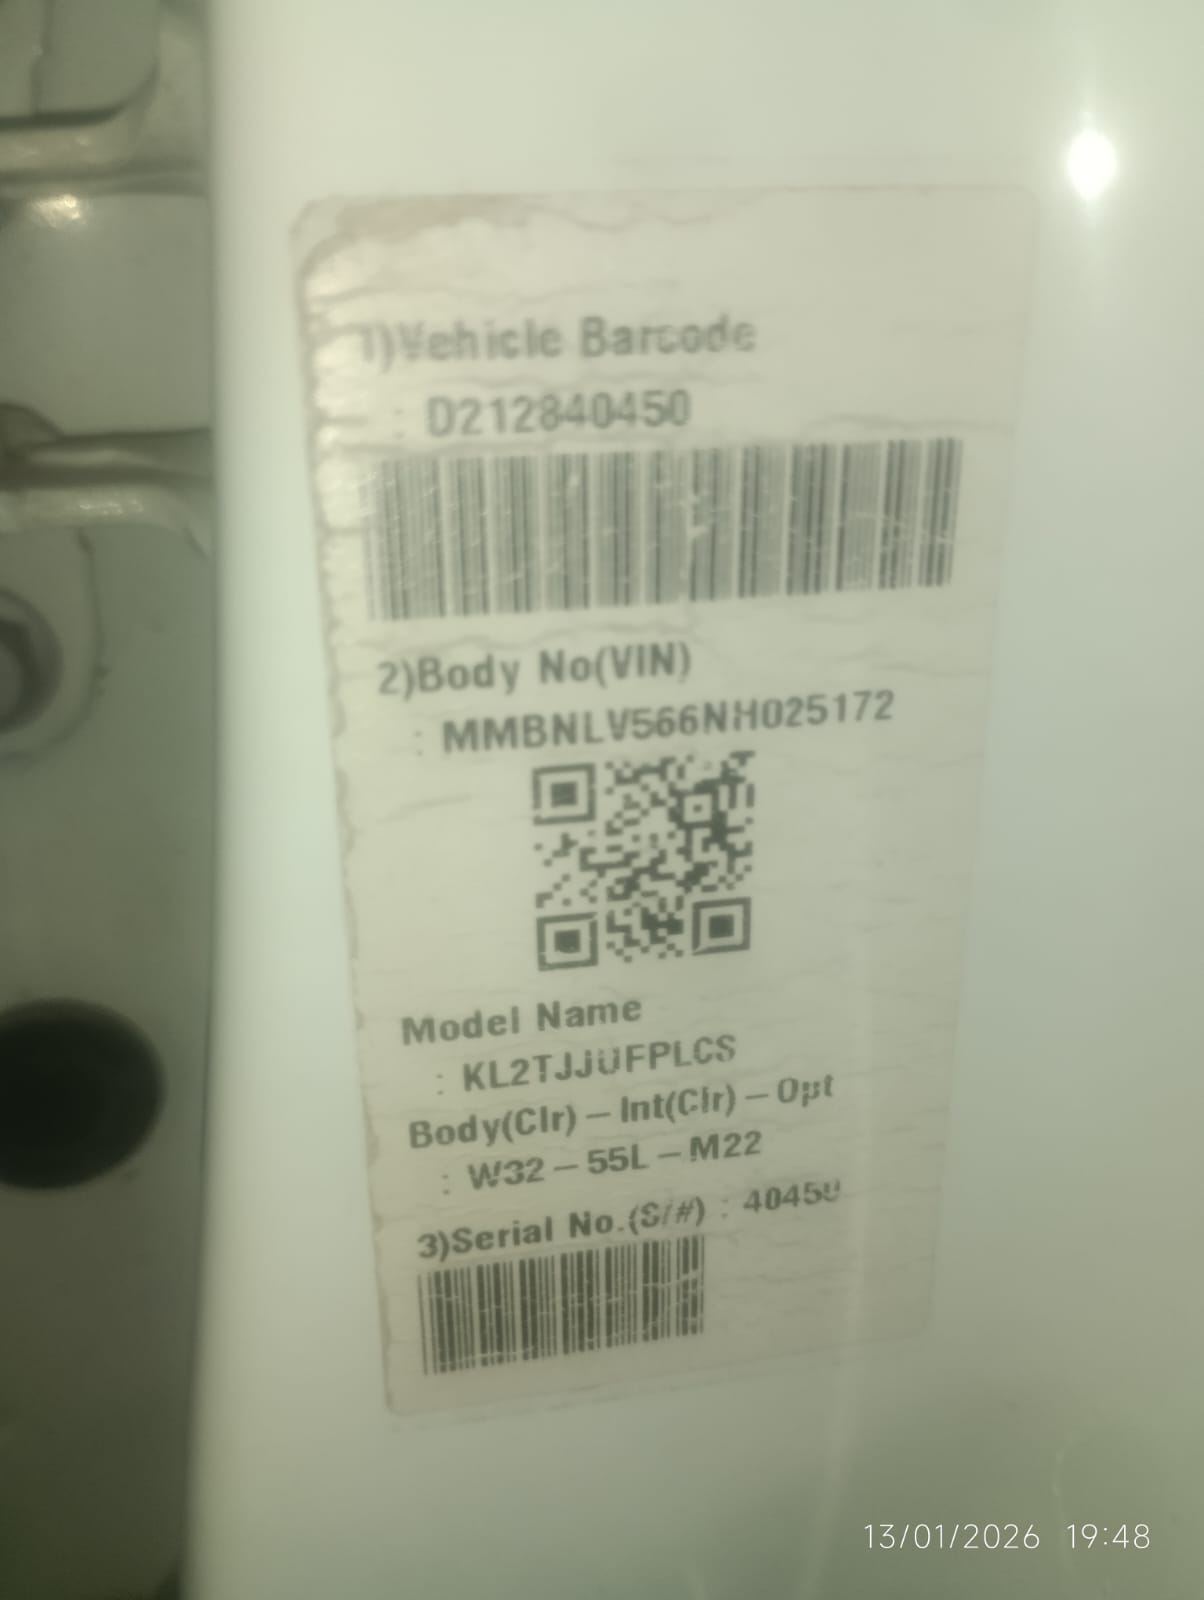 1)Vehicle Barcode
: D212840450
2)Body No(VIN)
: MMBNLV566NH025172
Model Name
: KL2TJJUFPLCS
Body(Clr) – Int(Clr) – Opt
: W32 – 55L – M22
3)Serial No.(S/#) : 40450
13/01/2026 19:48